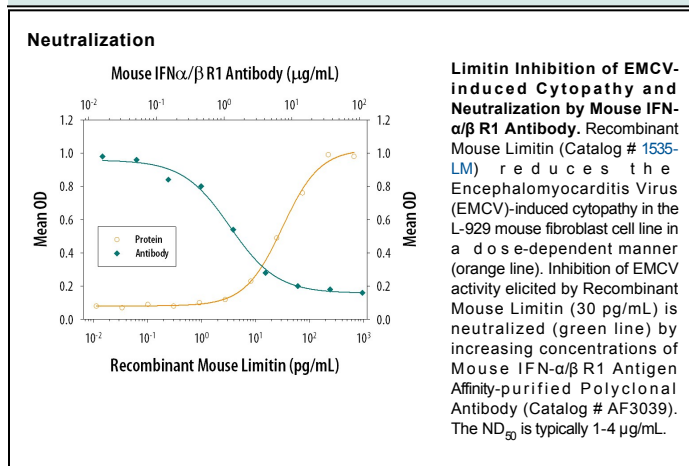 Neutralization
Mouse IFNα/β R1 Antibody (µg/mL)
10-2 10-1 100 101 102
1.2 1.2
1.0 1.0
0.8 0.8
0.6 0.6
0.4 0.4
0.2 0.2
0.0 0.0
Mean OD
Mean OD
Protein
Antibody
10-2 10-1 100 101 102 103
Recombinant Mouse Limitin (pg/mL)
Limitin Inhibition of EMCV-
induced Cytopathy and
Neutralization by Mouse IFN-
α/β R1 Antibody. Recombinant
Mouse Limitin (Catalog # 1535-
LM) reduces the
Encephalomyocarditis Virus
(EMCV)-induced cytopathy in the
L-929 mouse fibroblast cell line in
a dose-dependent manner
(orange line). Inhibition of EMCV
activity elicited by Recombinant
Mouse Limitin (30 pg/mL) is
neutralized (green line) by
increasing concentrations of
Mouse IFN-α/β R1 Antigen
Affinity-purified Polyclonal
Antibody (Catalog # AF3039).
The ND50 is typically 1-4 µg/mL.